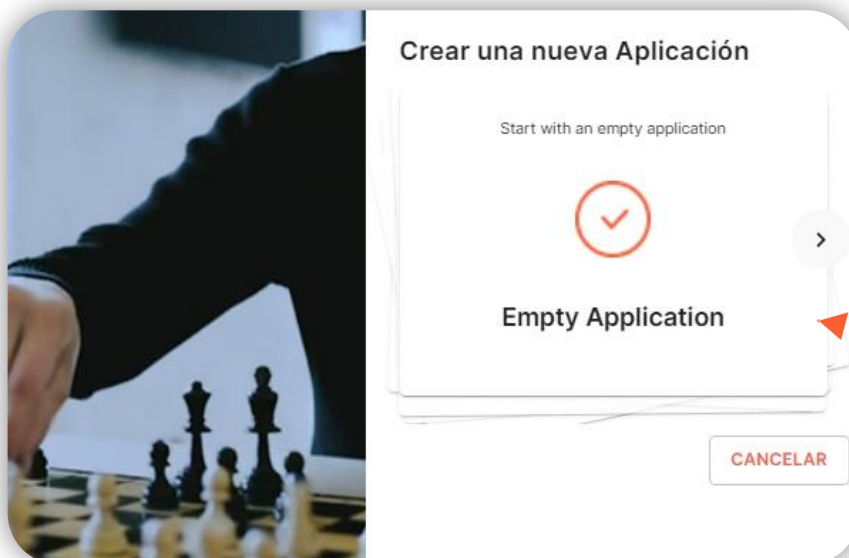 Crear una nueva Aplicación
Start with an empty application
Empty Application
CANCELAR